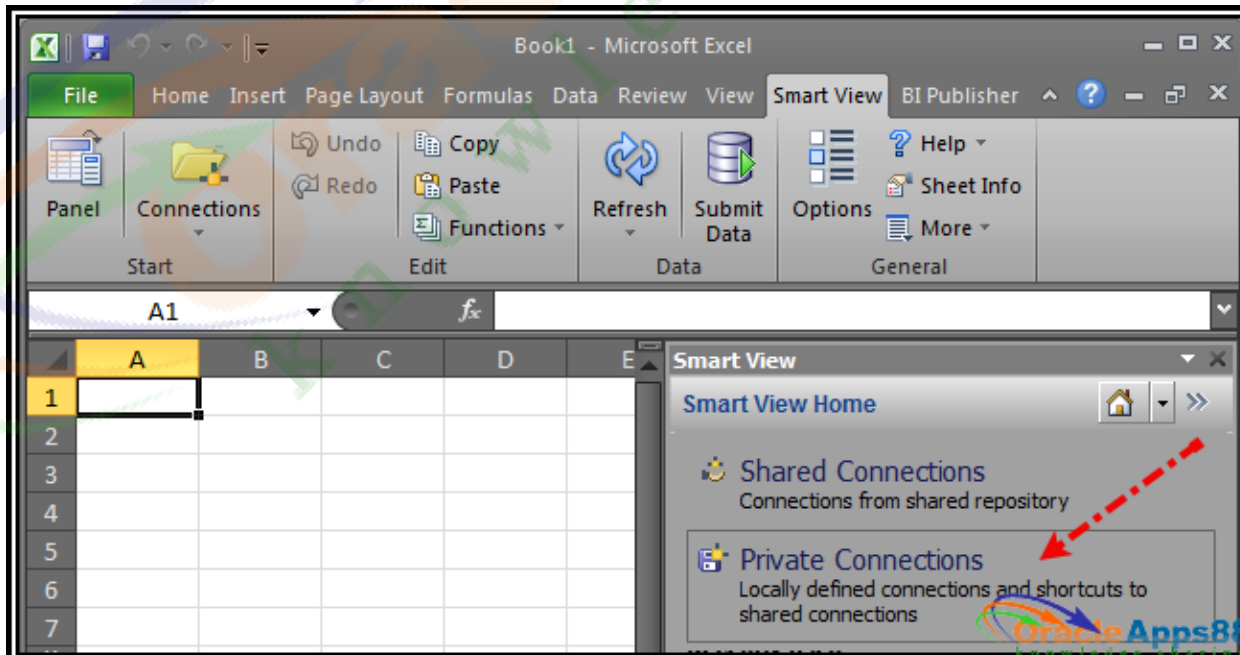 Book1 - Microsoft Excel
File Home Insert Page Layout Formulas Data Review View Smart View BI Publisher
Undo Copy Help
Redo Paste Sheet Info
Panel Connections Functions Refresh Submit Data Options More
Start Edit Data General
A1 fx
A B C D E
Smart View
1
Smart View Home
2
3
Shared Connections
Connections from shared repository
4
5
Private Connections
6
Locally defined connections and shortcuts to
shared connections
7
OracleApps88